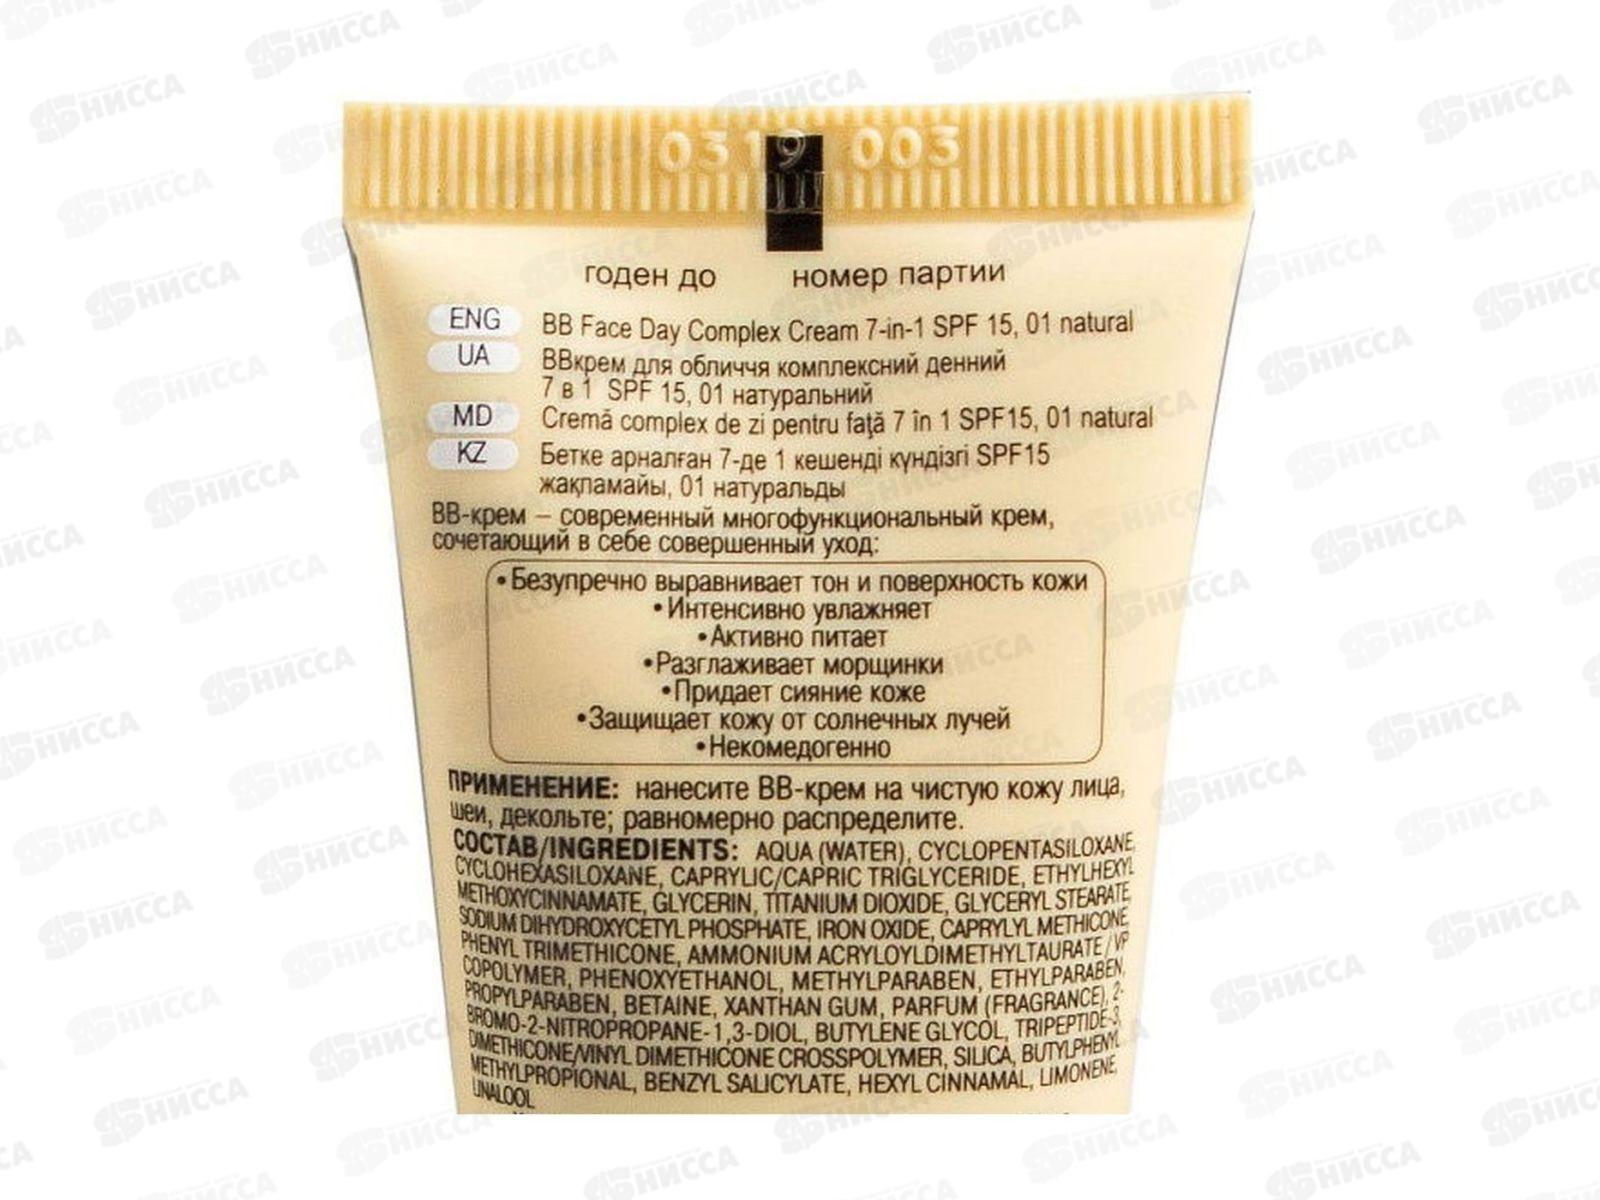 0319 003
годен до номер партии
ENG BB Face Day Complex Cream 7-in-1 SPF 15, 01 natural
UA ВВкрем для обличчя комплексний денний
7 в 1 SPF 15, 01 натуральний
MD Cremă complex de zi pentru faţă 7 în 1 SPF15, 01 natural
KZ Бетке арналған 7-де 1 кешенді күндізгі SPF15
жақпамайы, 01 натуральды
ВВ-крем – современный многофункциональный крем,
сочетающий в себе совершенный уход:
•Безупречно выравнивает тон и поверхность кожи
•Интенсивно увлажняет
•Активно питает
•Разглаживает морщинки
•Придает сияние коже
•Защищает кожу от солнечных лучей
•Некомедогенно
ПРИМЕНЕНИЕ: нанесите ВВ-крем на чистую кожу лица,
шеи, декольте; равномерно распределите.
СОСТАВ/INGREDIENTS: AQUA (WATER), CYCLOPENTASILOXANE,
CYCLOHEXASILOXANE, CAPRYLIC/CAPRIC TRIGLYCERIDE, ETHYLHEXYL
METHOXYCINNAMATE, GLYCERIN, TITANIUM DIOXIDE, GLYCERYL STEARATE,
SODIUM DIHYDROXYCETYL PHOSPHATE, IRON OXIDE, CAPRYLYL METHICONE,
PHENYL TRIMETHICONE, AMMONIUM ACRYLOYLDIMETHYLTAURATE/VP
COPOLYMER, PHENOXYETHANOL, METHYLPARABEN, ETHYLPARABEN,
PROPYLPARABEN, BETAINE, XANTHAN GUM, PARFUM (FRAGRANCE), 2-
BROMO-2-NITROPROPANE-1,3-DIOL, BUTYLENE GLYCOL, TRIPEPTIDE-3,
DIMETHICONE/VINYL DIMETHICONE CROSSPOLYMER, SILICA, BUTYLPHENYL
METHYLPROPIONAL, BENZYL SALICYLATE, HEXYL CINNAMAL, LIMONENE,
LINALOOL